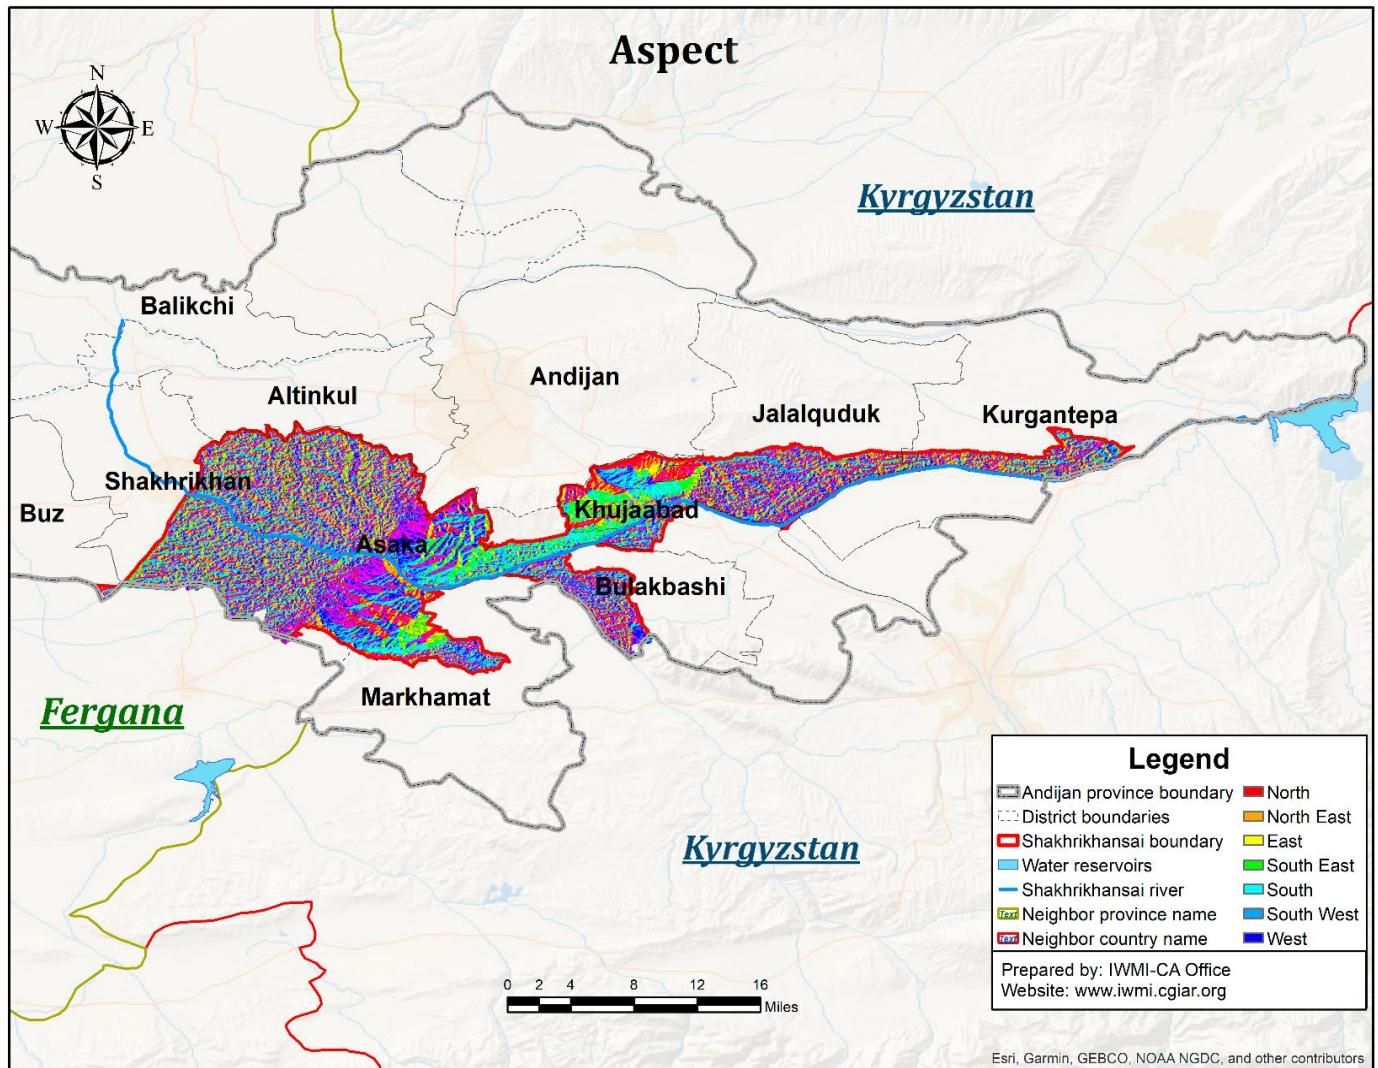 Aspect
N
W
E
S
Kyrgyzstan
Balikchi
Andijan
Altinkul
Jalalquduk
Kurgantepa
Shakhrikhan
Buz
Khujaabad
Asaka
Bulakbashi
Markhamat
Fergana
Kyrgyzstan
Legend
Andijan province boundary
District boundaries
Shakhrikhansai boundary
Water reservoirs
Shakhrikhansai river
Text Neighbor province name
Text Neighbor country name
North
North East
East
South East
South
South West
West
Prepared by: IWMI-CA Office
Website: www.iwmi.cgiar.org
0 2 4 8 12 16
Miles
Esri, Garmin, GEBCO, NOAA NGDC, and other contributors